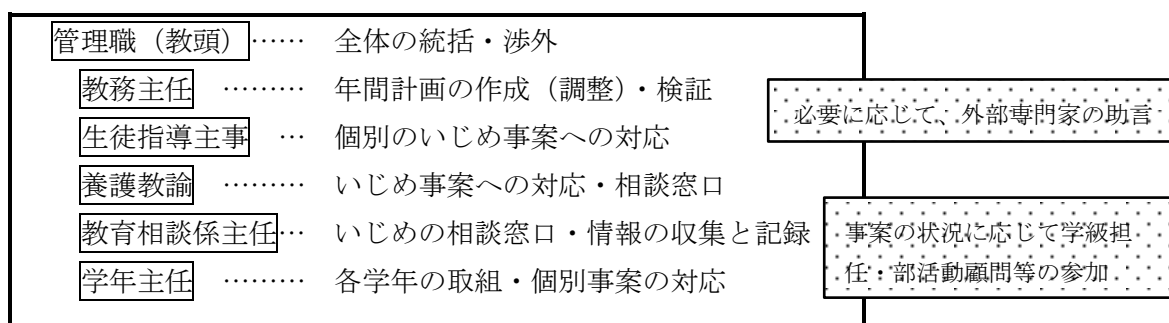 管理職（教頭）…… 全体の統括・渉外
教務主任 ……… 年間計画の作成（調整）・検証
生徒指導主事 … 個別のいじめ事案への対応
養護教諭 ……… いじめ事案への対応・相談窓口
教育相談係主任… いじめの相談窓口・情報の収集と記録
学年主任 ……… 各学年の取組・個別事案の対応
必要に応じて、外部専門家の助言
事案の状況に応じて学級担
任・部活動顧問等の参加